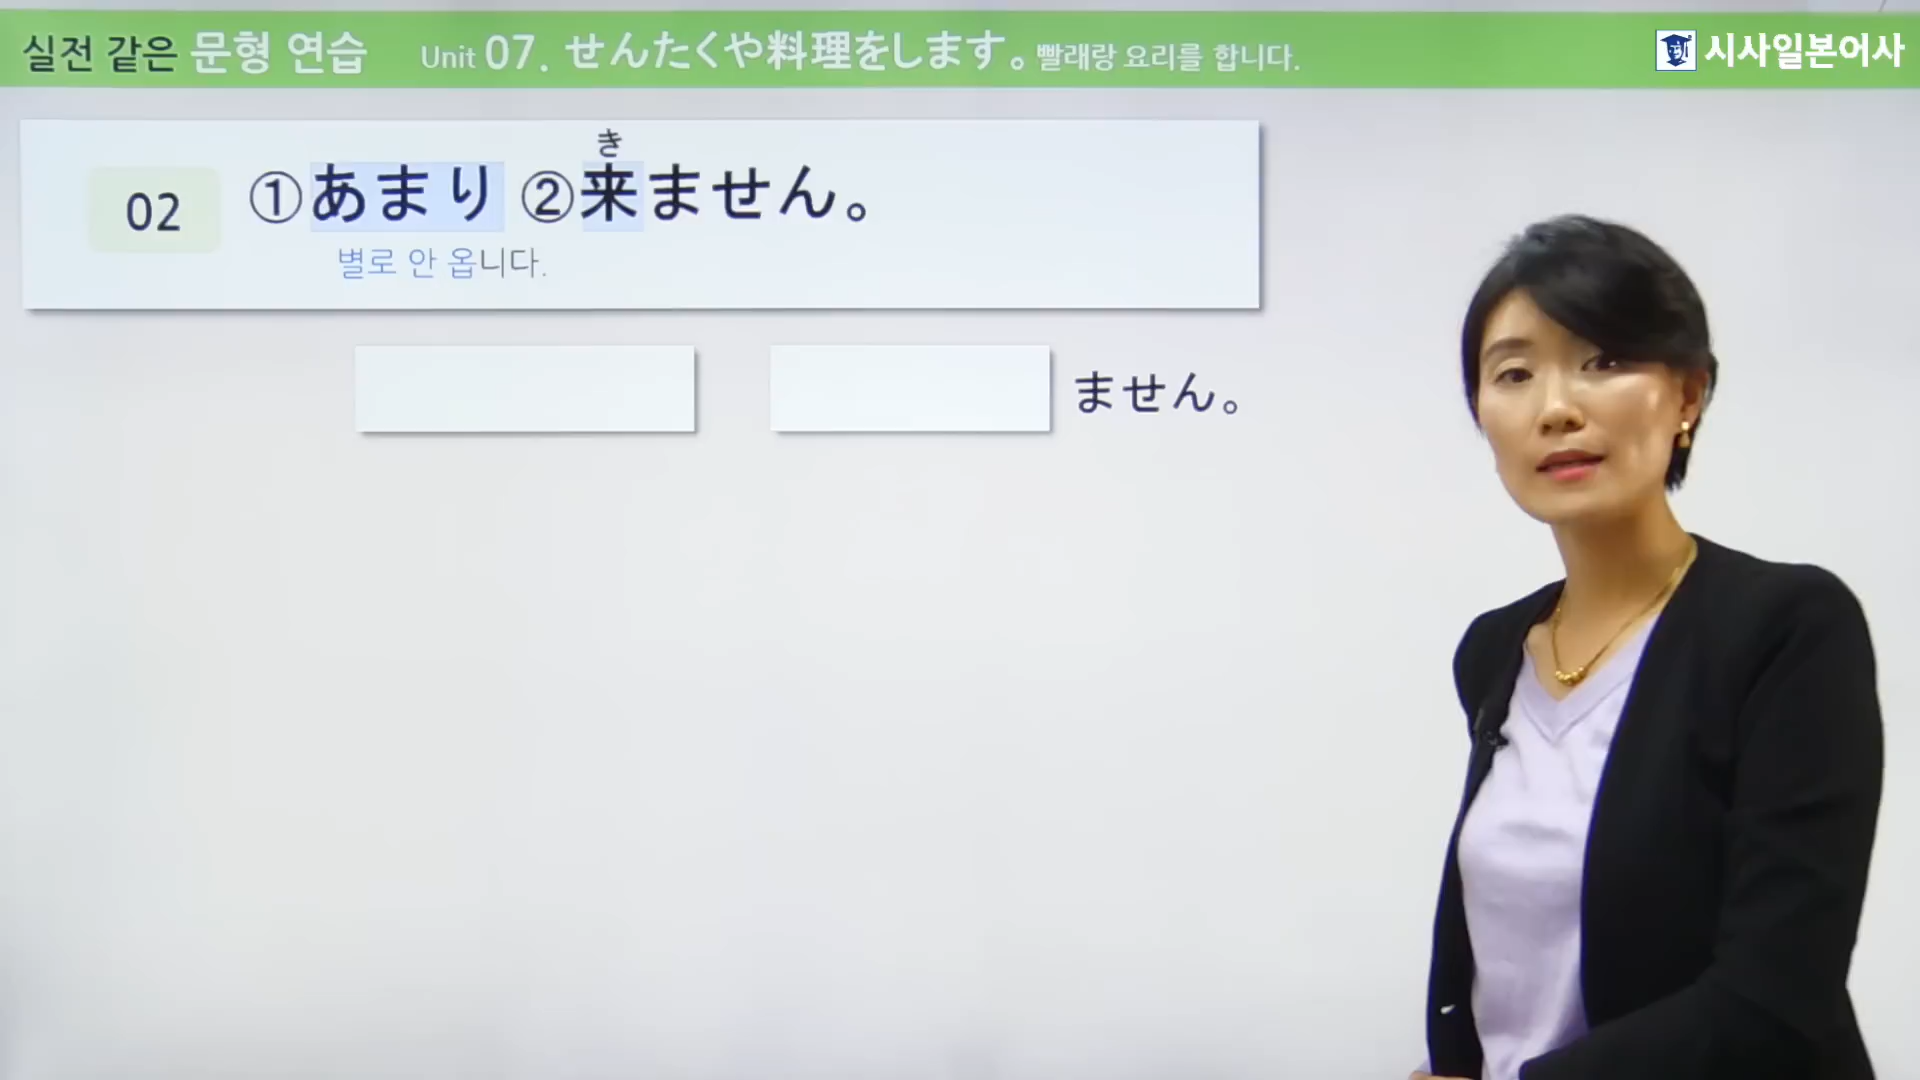 실전 같은 문형 연습 Unit 07. せんたくや料理をします。빨래랑 요리를 합니다. 시사일본어사
き
02 ①あまり ②来ません。
별로 안 옵니다.
ません。